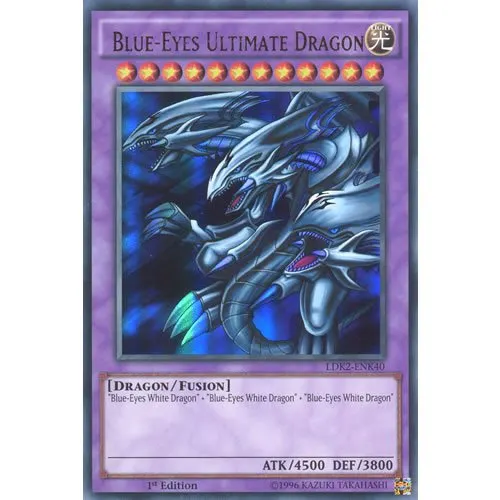 BLUE-EYES ULTIMATE DRAGON
LIGHT
光
LDK2-ENK40
[DRAGON/FUSION]
"Blue-Eyes White Dragon" + "Blue-Eyes White Dragon" + "Blue-Eyes White Dragon"
ATK/4500 DEF/3800
1st Edition
©1996 KAZUKI TAKAHASHI